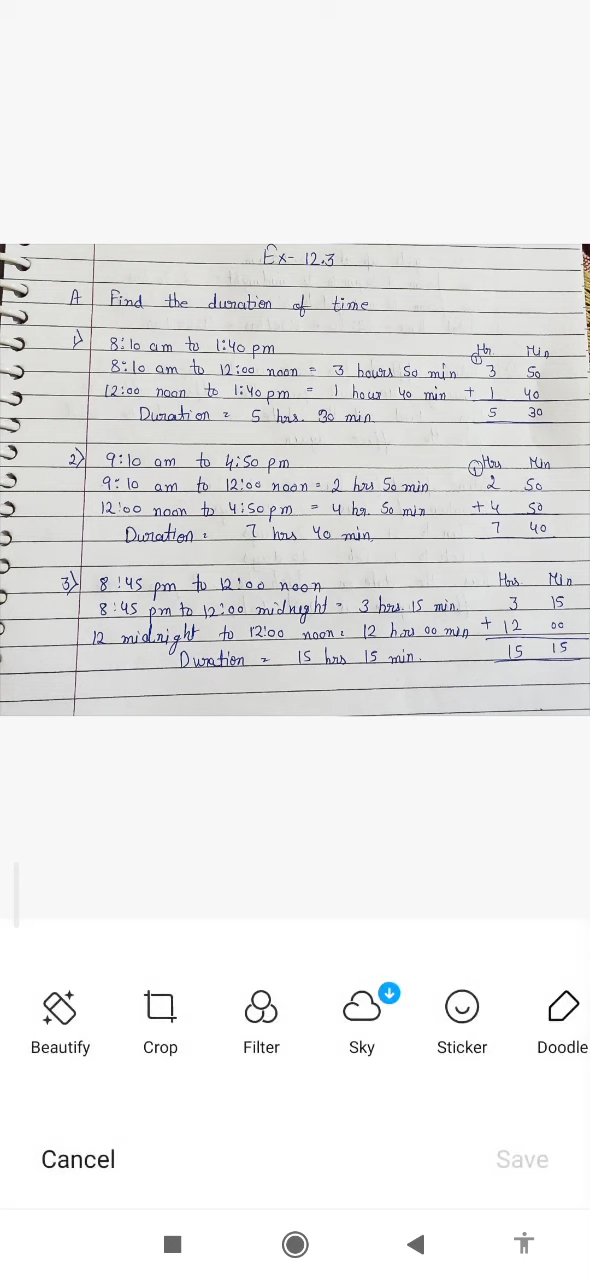 Ex- 12.3
A Find the duration of time
1) 8:10 am to 1:40 pm
8:10 am to 12:00 noon = 3 hours 50 min
12:00 noon to 1:40 pm = 1 hour 40 min
Duration = 5 hrs. 30 min.
① Hr. Min
3 50
+ 1 40
5 30
2) 9:10 am to 4:50 pm
9:10 am to 12:00 noon = 2 hrs 50 min
12:00 noon to 4:50 pm = 4 hr. 50 min
Duration = 7 hrs 40 min.
① Hrs Min
2 50
+ 4 50
7 40
3) 8:45 pm to 12:00 noon
8:45 pm to 12:00 midnight = 3 hrs. 15 min.
12 midnight to 12:00 noon = 12 hrs 00 min
Duration = 15 hrs 15 min.
Hrs Min
3 15
+ 12 00
15 15
Beautify Crop Filter Sky Sticker Doodle
Cancel Save